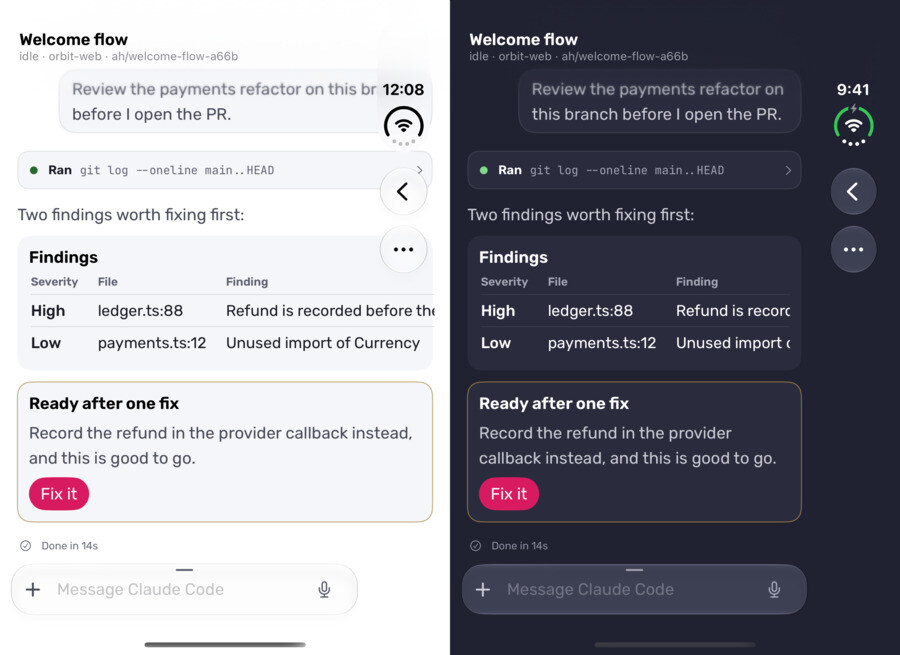 Welcome flow
idle · orbit-web · ah/welcome-flow-a66b
Review the payments refactor on this br
before I open the PR.
12:08
Ran git log --oneline main..HEAD
Two findings worth fixing first:
Findings
Severity File Finding
High ledger.ts:88 Refund is recorded before the
Low payments.ts:12 Unused import of Currency
Ready after one fix
Record the refund in the provider callback instead,
and this is good to go.
Fix it
Done in 14s
Message Claude Code
Welcome flow
idle · orbit-web · ah/welcome-flow-a66b
Review the payments refactor on
this branch before I open the PR.
9:41
Ran git log --oneline main..HEAD
Two findings worth fixing first:
Findings
Severity File Finding
High ledger.ts:88 Refund is recorc
Low payments.ts:12 Unused import
Ready after one fix
Record the refund in the provider
callback instead, and this is good to go.
Fix it
Done in 14s
Message Claude Code